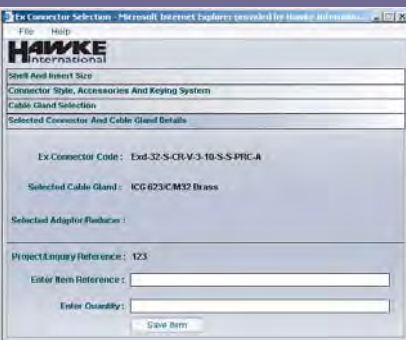 Ex Connector Selection - Microsoft Internet Explorer provided by Hawke
File Help
HAWKE
International
Shell And Insert Size
Connector Style, Accessories And Keying System
Cable Gland Selection
Selected Connector And Cable Gland Details
Ex Connector Code : Exd-32-S-CR-V-3-10-S-S-PRC-A
Selected Cable Gland : ICG 623/C/M32 Brass
Selected Adaptor/Reducer :
Project/Enquiry Reference : 123
Enter Item Reference :
Enter Quantity :
Save Item